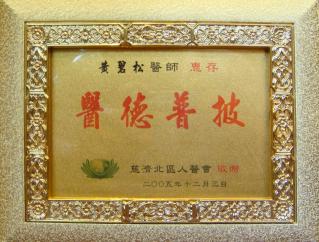 黃碧松醫師 惠存
醫德普披
慈濟北區人醫會 敬贈
二〇〇五年十二月三日